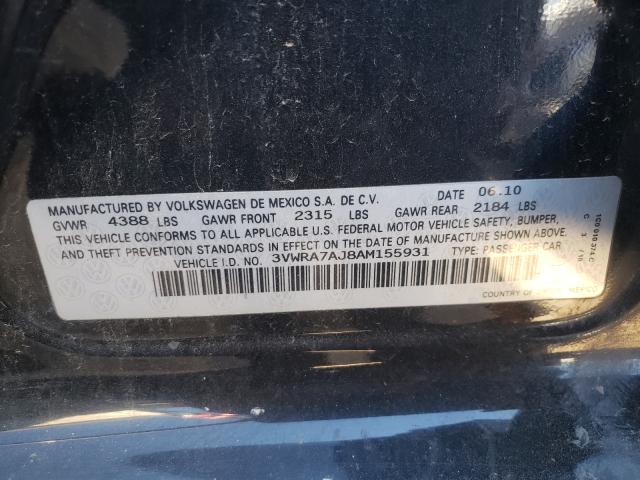 MANUFACTURED BY VOLKSWAGEN DE MEXICO S.A. DE C.V. DATE 06.10
GVWR 4388 LBS GAWR FRONT 2315 LBS GAWR REAR 2184 LBS
THIS VEHICLE CONFORMS TO ALL APPLICABLE U.S. FEDERAL MOTOR VEHICLE SAFETY, BUMPER,
AND THEFT PREVENTION STANDARDS IN EFFECT ON THE DATE OF MANUFACTURE SHOWN ABOVE.
VEHICLE I.D. NO. 3VWRA7AJ8AM155931 TYPE: PASSENGER CAR
COUNTRY OF
MEXICO